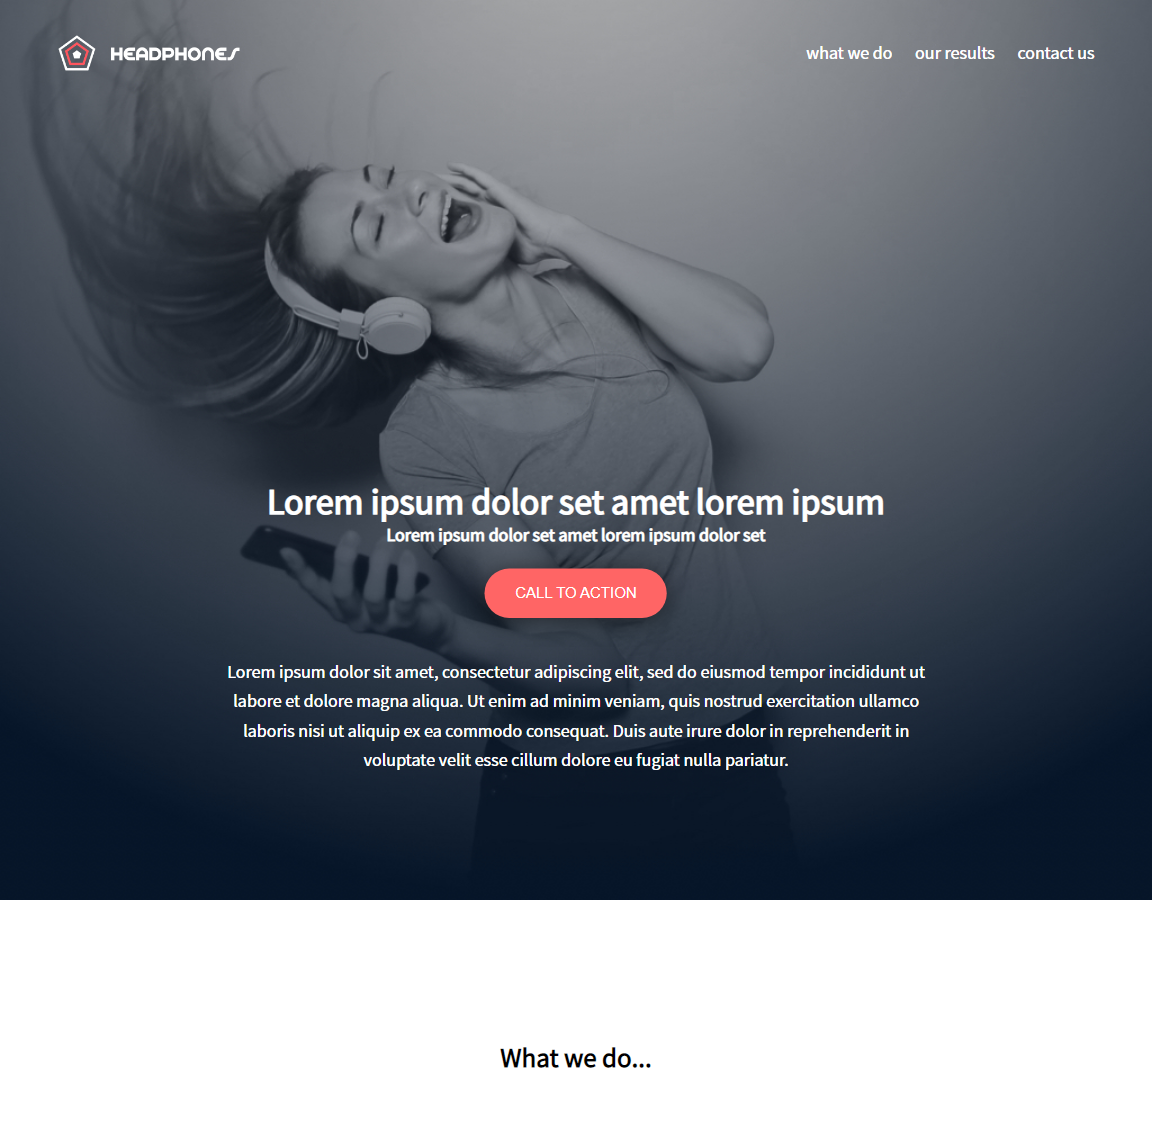 HEADPHONES
what we do our results contact us
Lorem ipsum dolor set amet lorem ipsum
Lorem ipsum dolor set amet lorem ipsum dolor set
CALL TO ACTION
Lorem ipsum dolor sit amet, consectetur adipiscing elit, sed do eiusmod tempor incididunt ut
labore et dolore magna aliqua. Ut enim ad minim veniam, quis nostrud exercitation ullamco
laboris nisi ut aliquip ex ea commodo consequat. Duis aute irure dolor in reprehenderit in
voluptate velit esse cillum dolore eu fugiat nulla pariatur.
What we do...